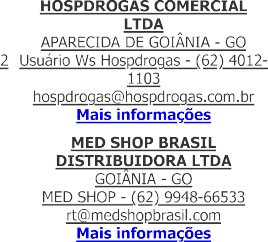 HOSPDROGAS COMERCIAL
LTDA
APARECIDA DE GOIÂNIA - GO
2 Usuário Ws Hospdrogas - (62) 4012-
1103
hospdrogas@hospdrogas.com.br
Mais informações
MED SHOP BRASIL
DISTRIBUIDORA LTDA
GOIÂNIA - GO
MED SHOP - (62) 9948-66533
rt@medshopbrasil.com
Mais informações